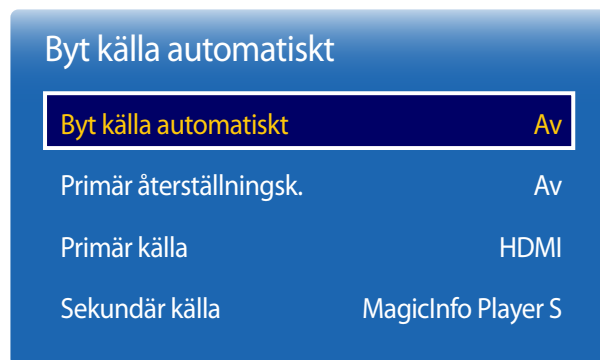 Byt källa automatiskt
Byt källa automatiskt Av
Primär återställningsk. Av
Primär källa HDMI
Sekundär källa MagicInfo Player S